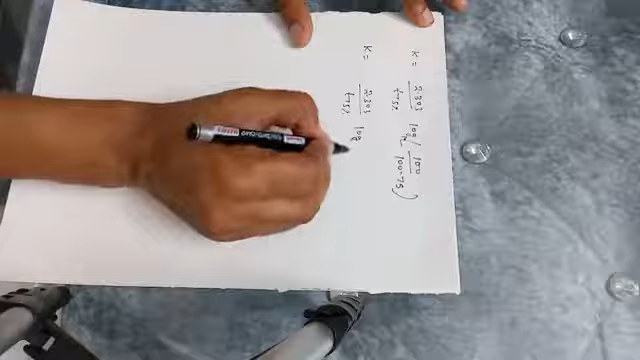 K = 2.303 / t75% log ( 100 / 100-75 )
K = 2.303 / t75% log